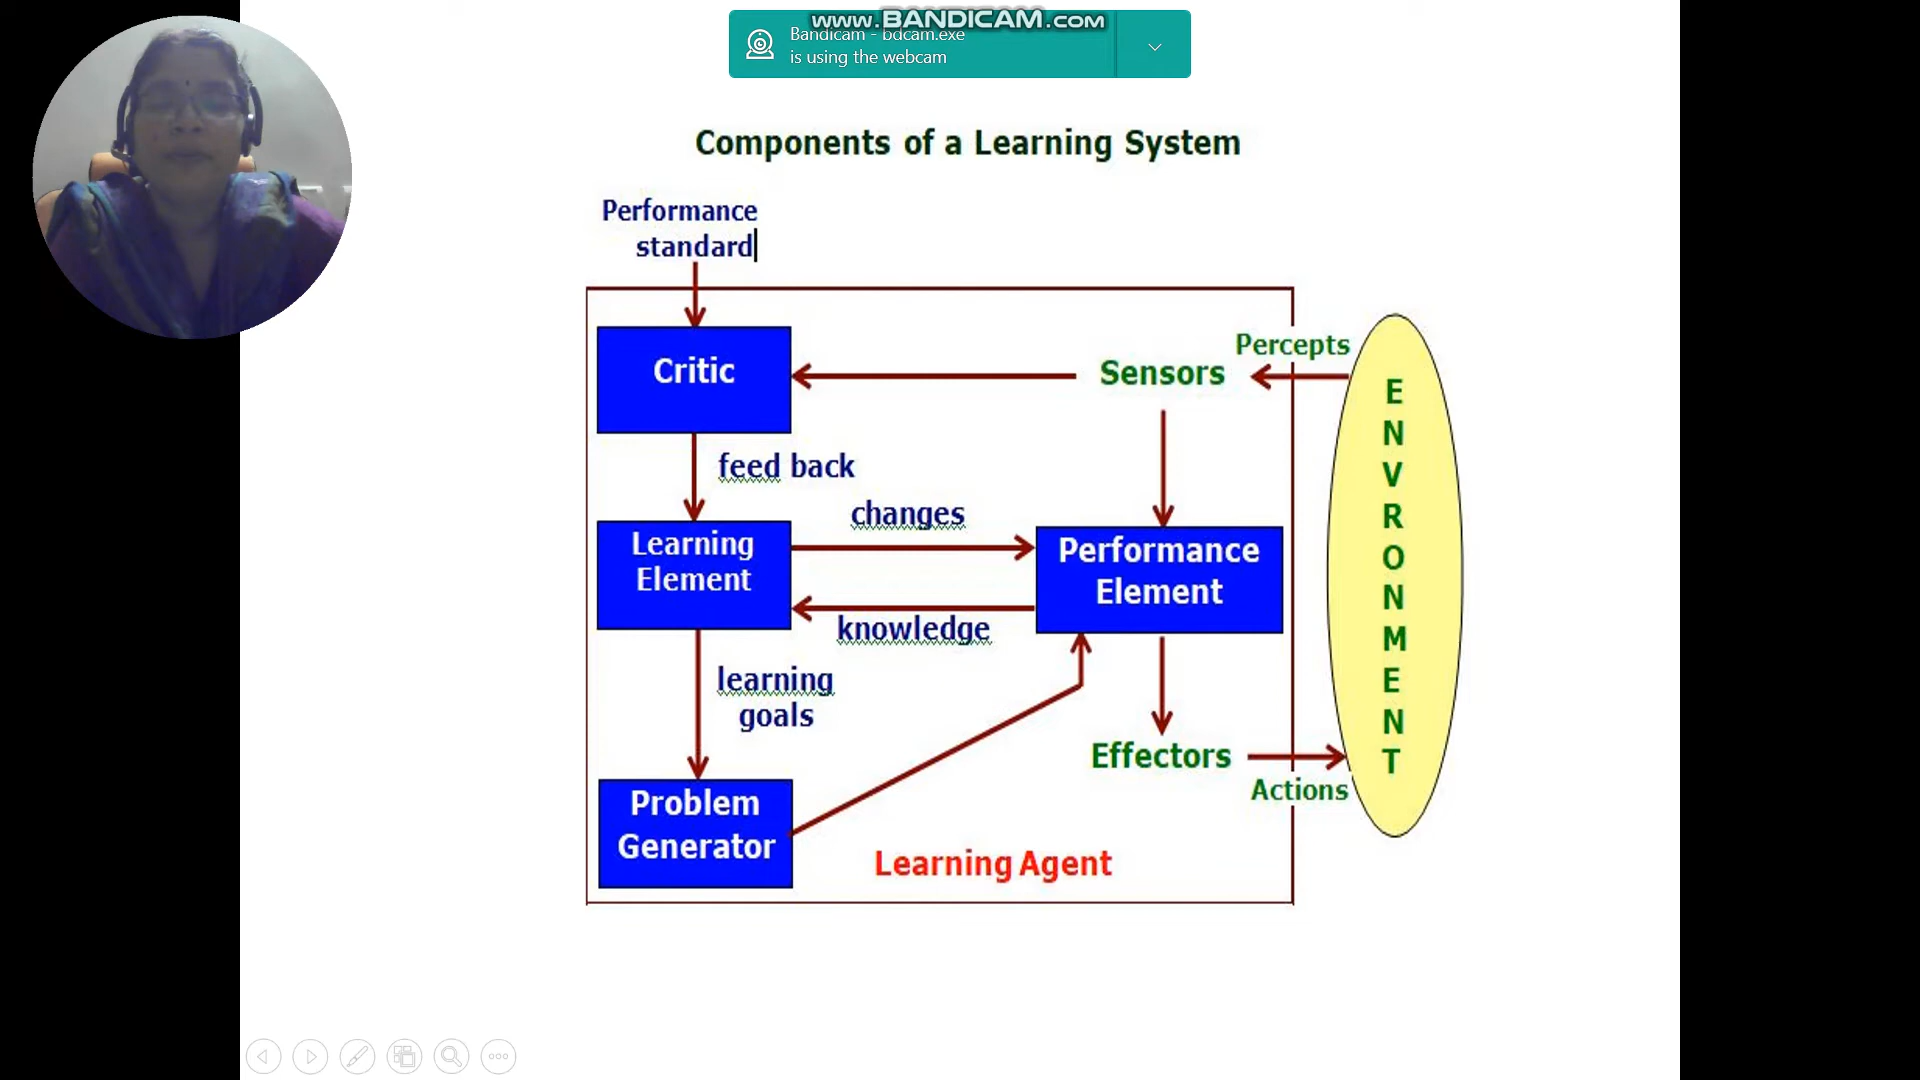 www.BANDICAM.com
Bandicam - bdcam.exe
is using the webcam
Components of a Learning System
Performance
standard
Percepts
Critic
Sensors
feed back
changes
Learning
Element
Performance
Element
knowledge
learning
goals
Effectors
Actions
Problem
Generator
Learning Agent
E
N
V
R
O
N
M
E
N
T